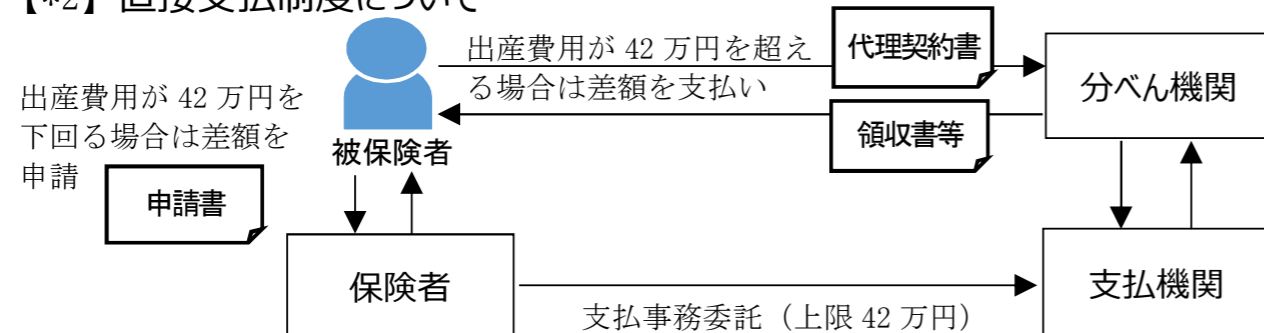 【*2】直接支払制度について
出産費用が 42 万円を超え
る場合は差額を支払い
代理契約書
分べん機関
出産費用が 42 万円を
下回る場合は差額を
申請
領収書等
被保険者
申請書
保険者
支払機関
支払事務委託（上限 42 万円）